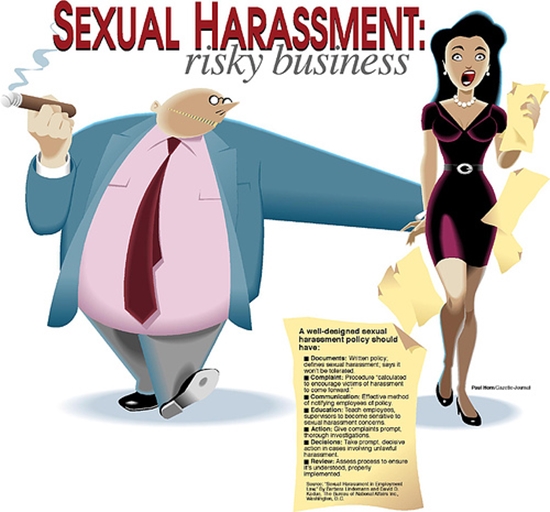 SEXUAL HARASSMENT:
risky business
A well-designed sexual
harassment policy should
have:
■ Documents: Written policy;
defines sexual harassment, says it
won't be tolerated.
■ Complaint: Procedure "calculated
to encourage victims of harassment
to come forward."
■ Communication: Effective method
of notifying employees of policy.
■ Education: Teach employees,
supervisors to become sensitive to
sexual harassment concerns.
■ Action: Give complaints prompt,
thorough investigations.
■ Decisions: Take prompt, decisive
action in cases involving unlawful
harassment.
■ Review: Assess process to ensure
it's understood, properly
implemented.
Source: "Sexual Harassment in Employment
Law," By Barbara Lindemann and David D.
Kadue, The Bureau of National Affairs Inc.,
Washington, D.C.
Paul Horn/Gazette-Journal